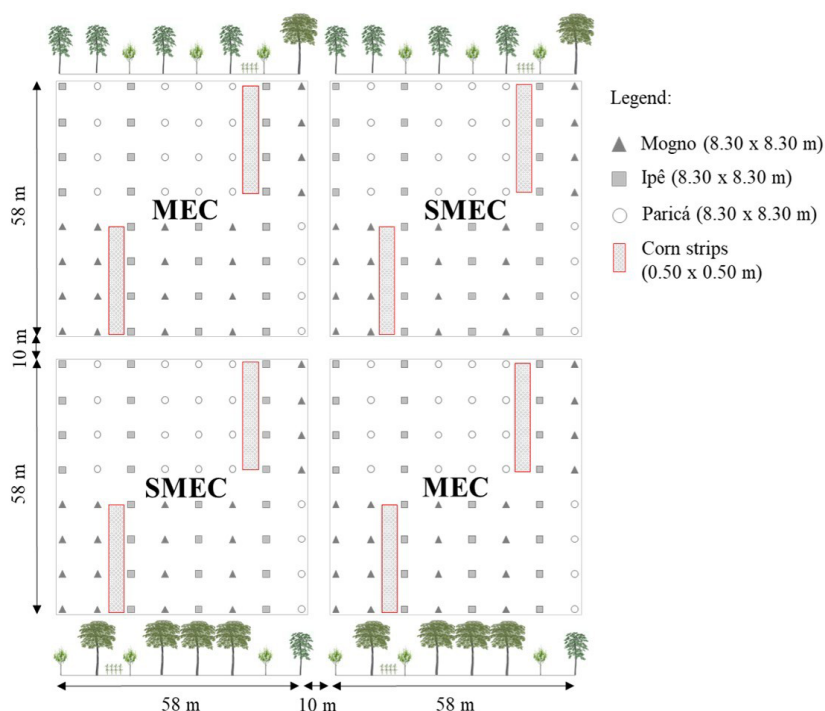 Legend:
Mogno (8.30 x 8.30 m)
Ipê (8.30 x 8.30 m)
Paricá (8.30 x 8.30 m)
Corn strips
(0.50 x 0.50 m)
58 m
MEC
SMEC
10 m
58 m
SMEC
MEC
58 m
10 m
58 m